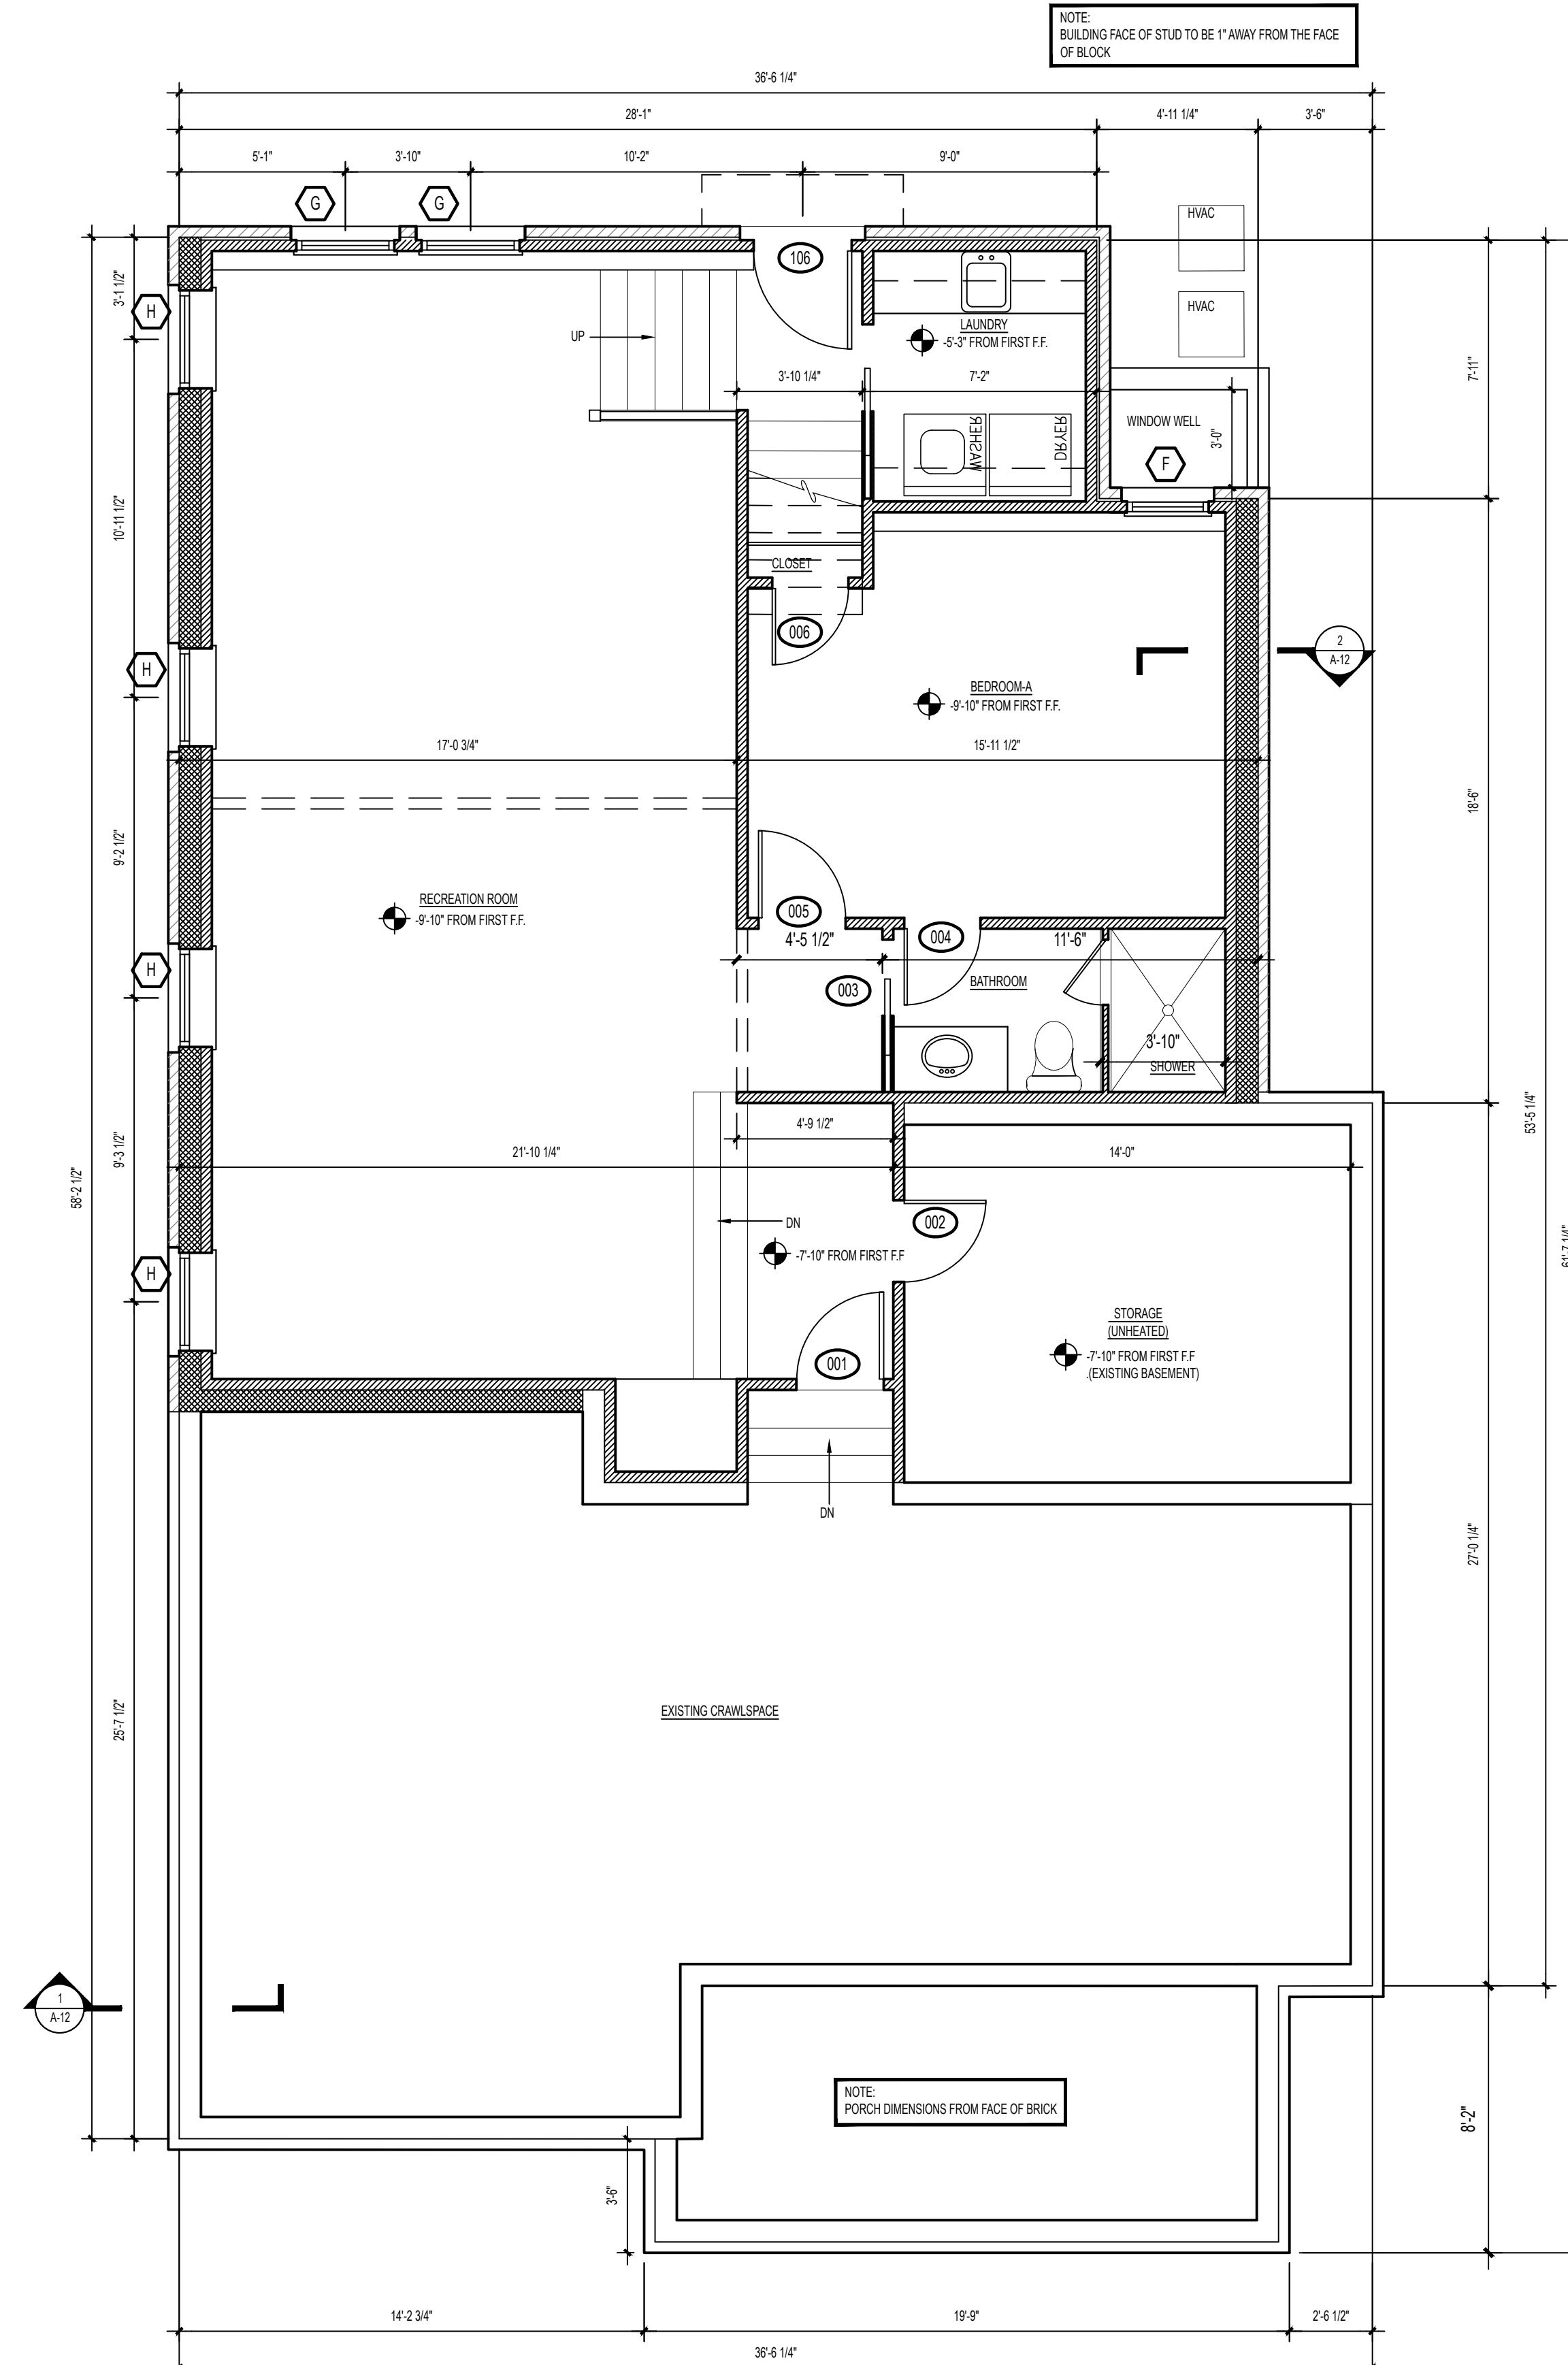 NOTE:
BUILDING FACE OF STUD TO BE 1" AWAY FROM THE FACE
OF BLOCK
36'-6 1/4"
28'-1"
4'-11 1/4"
3'-6"
5'-1"
3'-10"
10'-2"
9'-0"
G
G
HVAC
HVAC
106
H
3'-1 1/2"
UP
LAUNDRY
-5'-3" FROM FIRST F.F.
3'-10 1/4"
7'-2"
7'-11"
WASHER
DRYER
WINDOW WELL
3'-0"
F
10'-11 1/2"
CLOSET
006
H
2
A-12
BEDROOM-A
-9'-10" FROM FIRST F.F.
17'-0 3/4"
15'-11 1/2"
18'-6"
9'-2 1/2"
RECREATION ROOM
-9'-10" FROM FIRST F.F.
005
4'-5 1/2"
004
11'-6"
H
003
BATHROOM
3'-10"
SHOWER
53'-5 1/4"
4'-9 1/2"
9'-3 1/2"
21'-10 1/4"
14'-0"
58'-2 1/2"
002
DN
-7'-10" FROM FIRST F.F
61'-7 1/4"
H
001
STORAGE
(UNHEATED)
-7'-10" FROM FIRST F.F
.(EXISTING BASEMENT)
DN
27'-0 1/4"
25'-7 1/2"
EXISTING CRAWLSPACE
1
A-12
NOTE:
PORCH DIMENSIONS FROM FACE OF BRICK
8'-2"
3'-6"
14'-2 3/4"
19'-9"
2'-6 1/2"
36'-6 1/4"